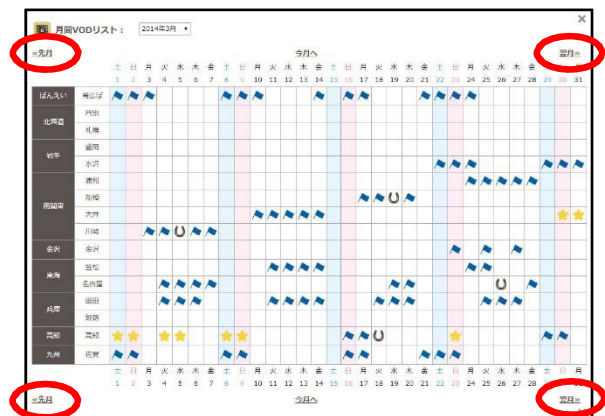 月間VODリスト： 2014年3月
«先月 今月へ 翌月»
土 日 月 火 水 木 金 土 日 月 火 水 木 金 土 日 月 火 水 木 金 土 日 月 火 水 木 金 土 日 月
1 2 3 4 5 6 7 8 9 10 11 12 13 14 15 16 17 18 19 20 21 22 23 24 25 26 27 28 29 30 31
ばんえい 帯広ば
北海道 門別
札幌
岩手 盛岡
水沢
南関東 浦和
船橋
大井
川崎
金沢 金沢
東海 笠松
名古屋
兵庫 園田
姫路
高知 高知
九州 佐賀
土 日 月 火 水 木 金 土 日 月 火 水 木 金 土 日 月 火 水 木 金 土 日 月 火 水 木 金 土 日 月
1 2 3 4 5 6 7 8 9 10 11 12 13 14 15 16 17 18 19 20 21 22 23 24 25 26 27 28 29 30 31
«先月 今月へ 翌月»